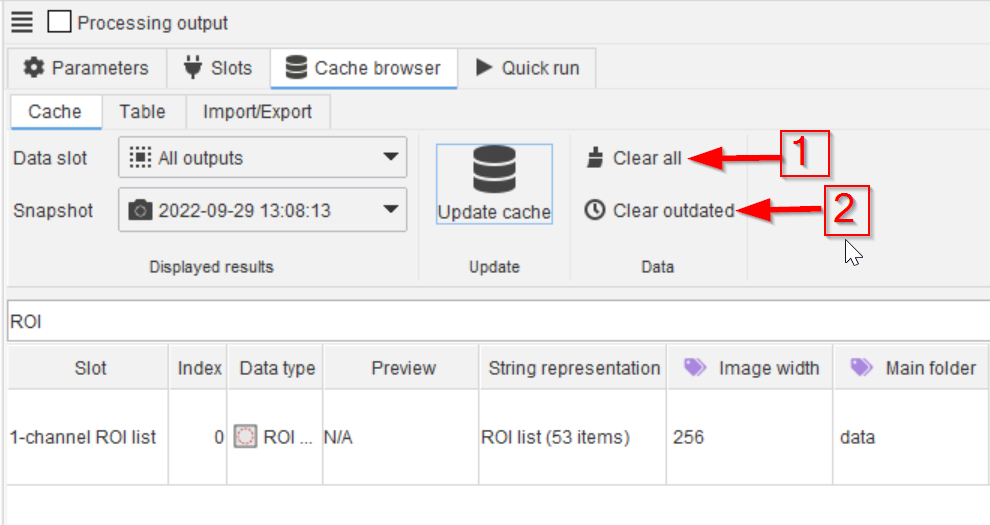 Processing output
Parameters Slots Cache browser Quick run
Cache Table Import/Export
Data slot All outputs Update cache Clear all 1
Snapshot 2022-09-29 13:08:13 Clear outdated 2
Displayed results Update Data
ROI
Slot Index Data type Preview String representation Image width Main folder
1-channel ROI list 0 ROI ... N/A ROI list (53 items) 256 data